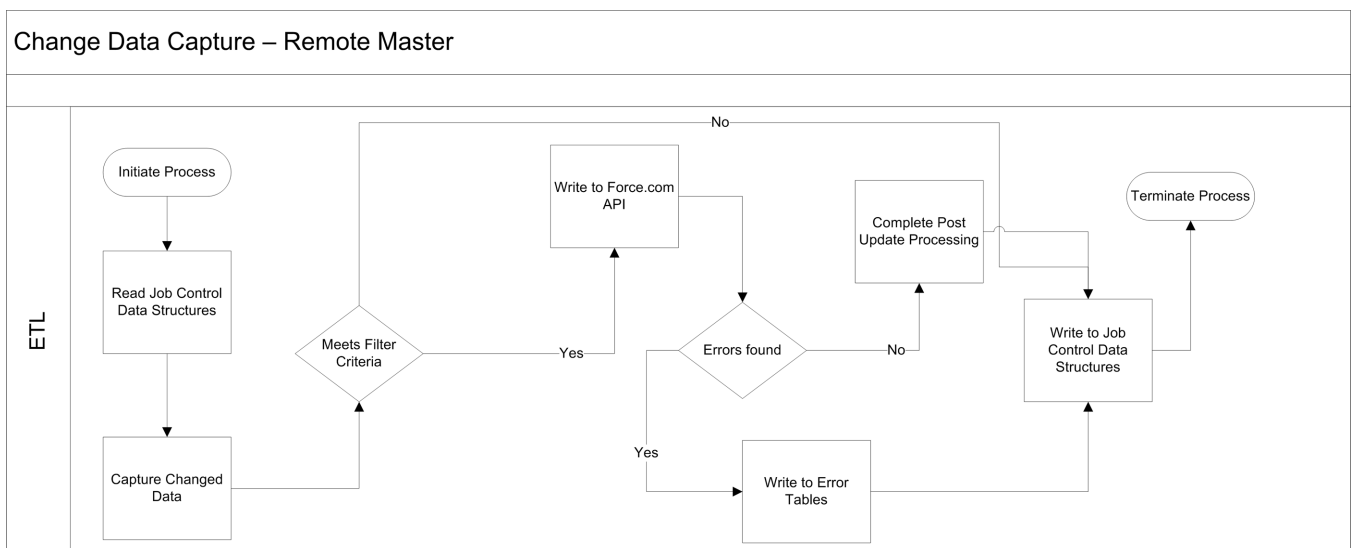 Change Data Capture – Remote Master
ETL
Initiate Process
Read Job Control
Data Structures
Capture Changed
Data
Meets Filter
Criteria
No
Yes
Write to Force.com
API
Errors found
No
Yes
Complete Post
Update Processing
Write to Error
Tables
Write to Job
Control Data
Structures
Terminate Process